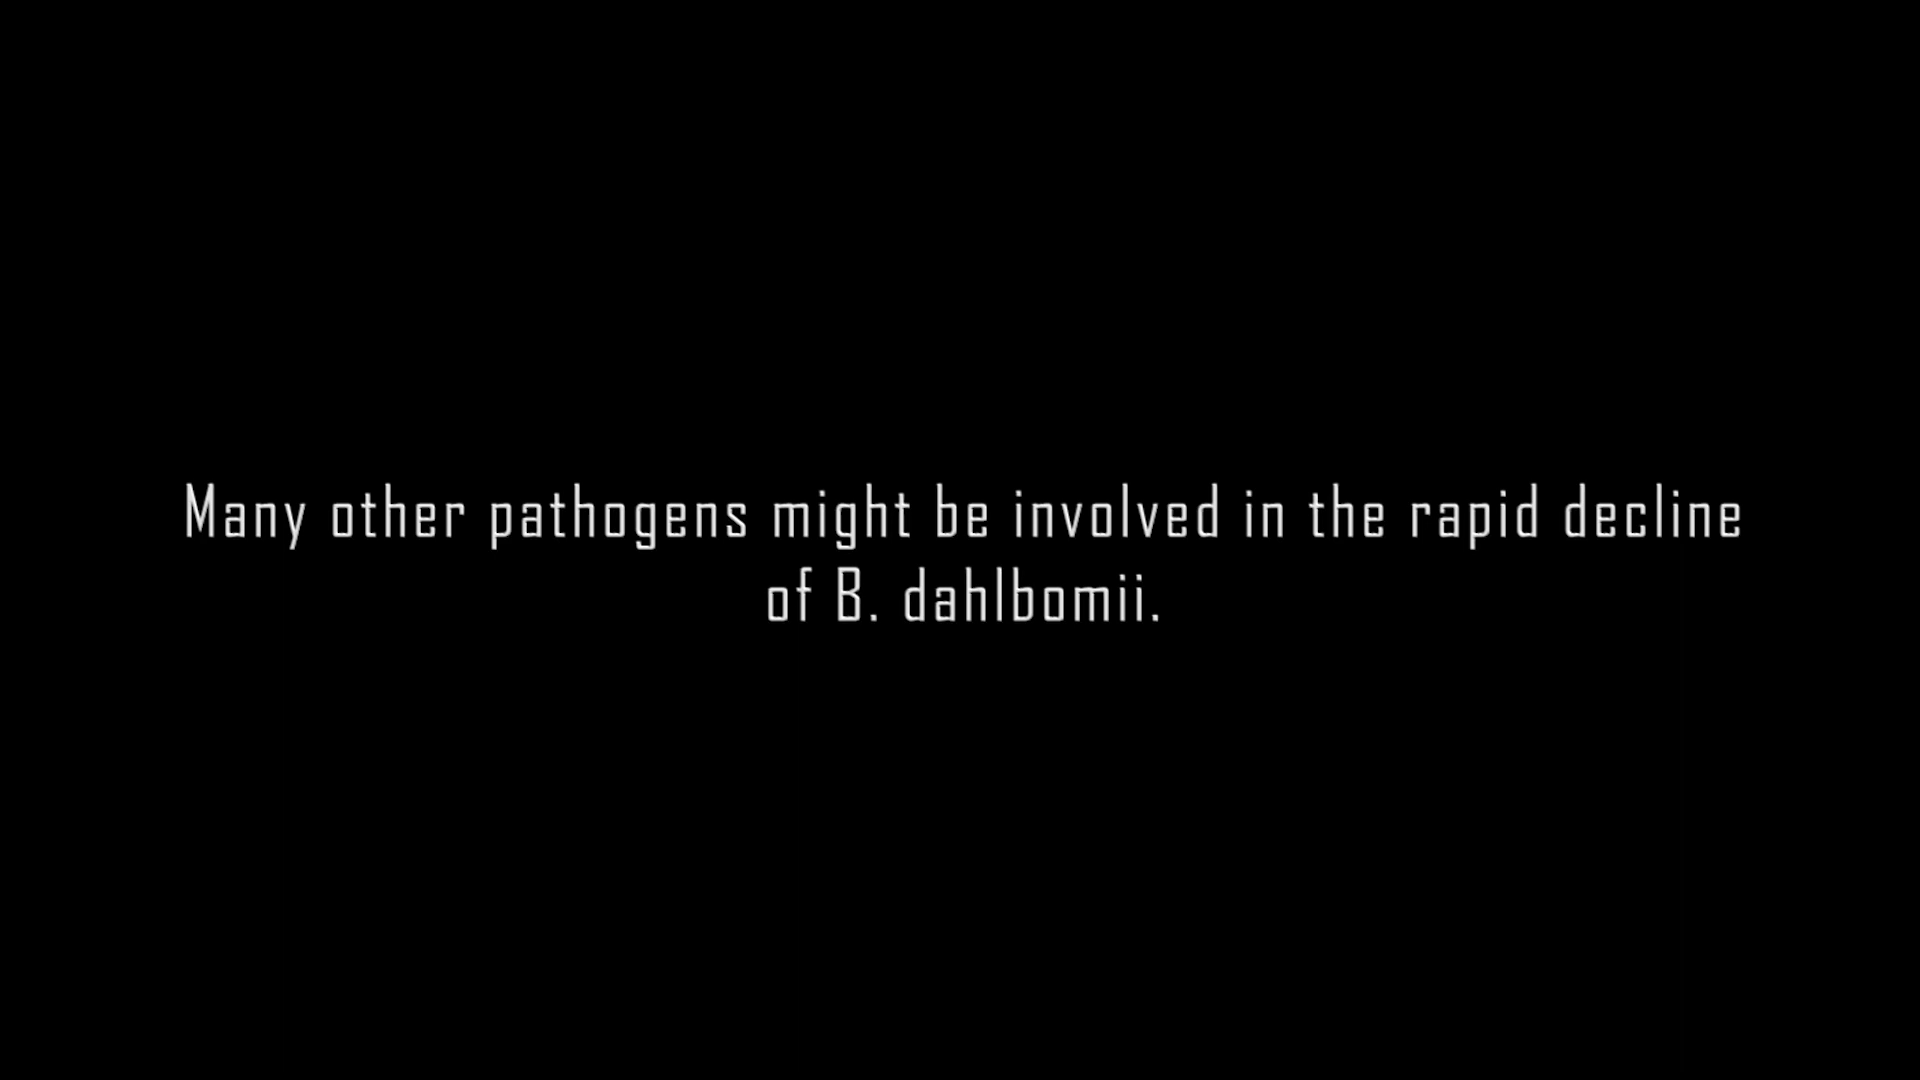 Many other pathogens might be involved in the rapid decline
of B. dahlbomii.